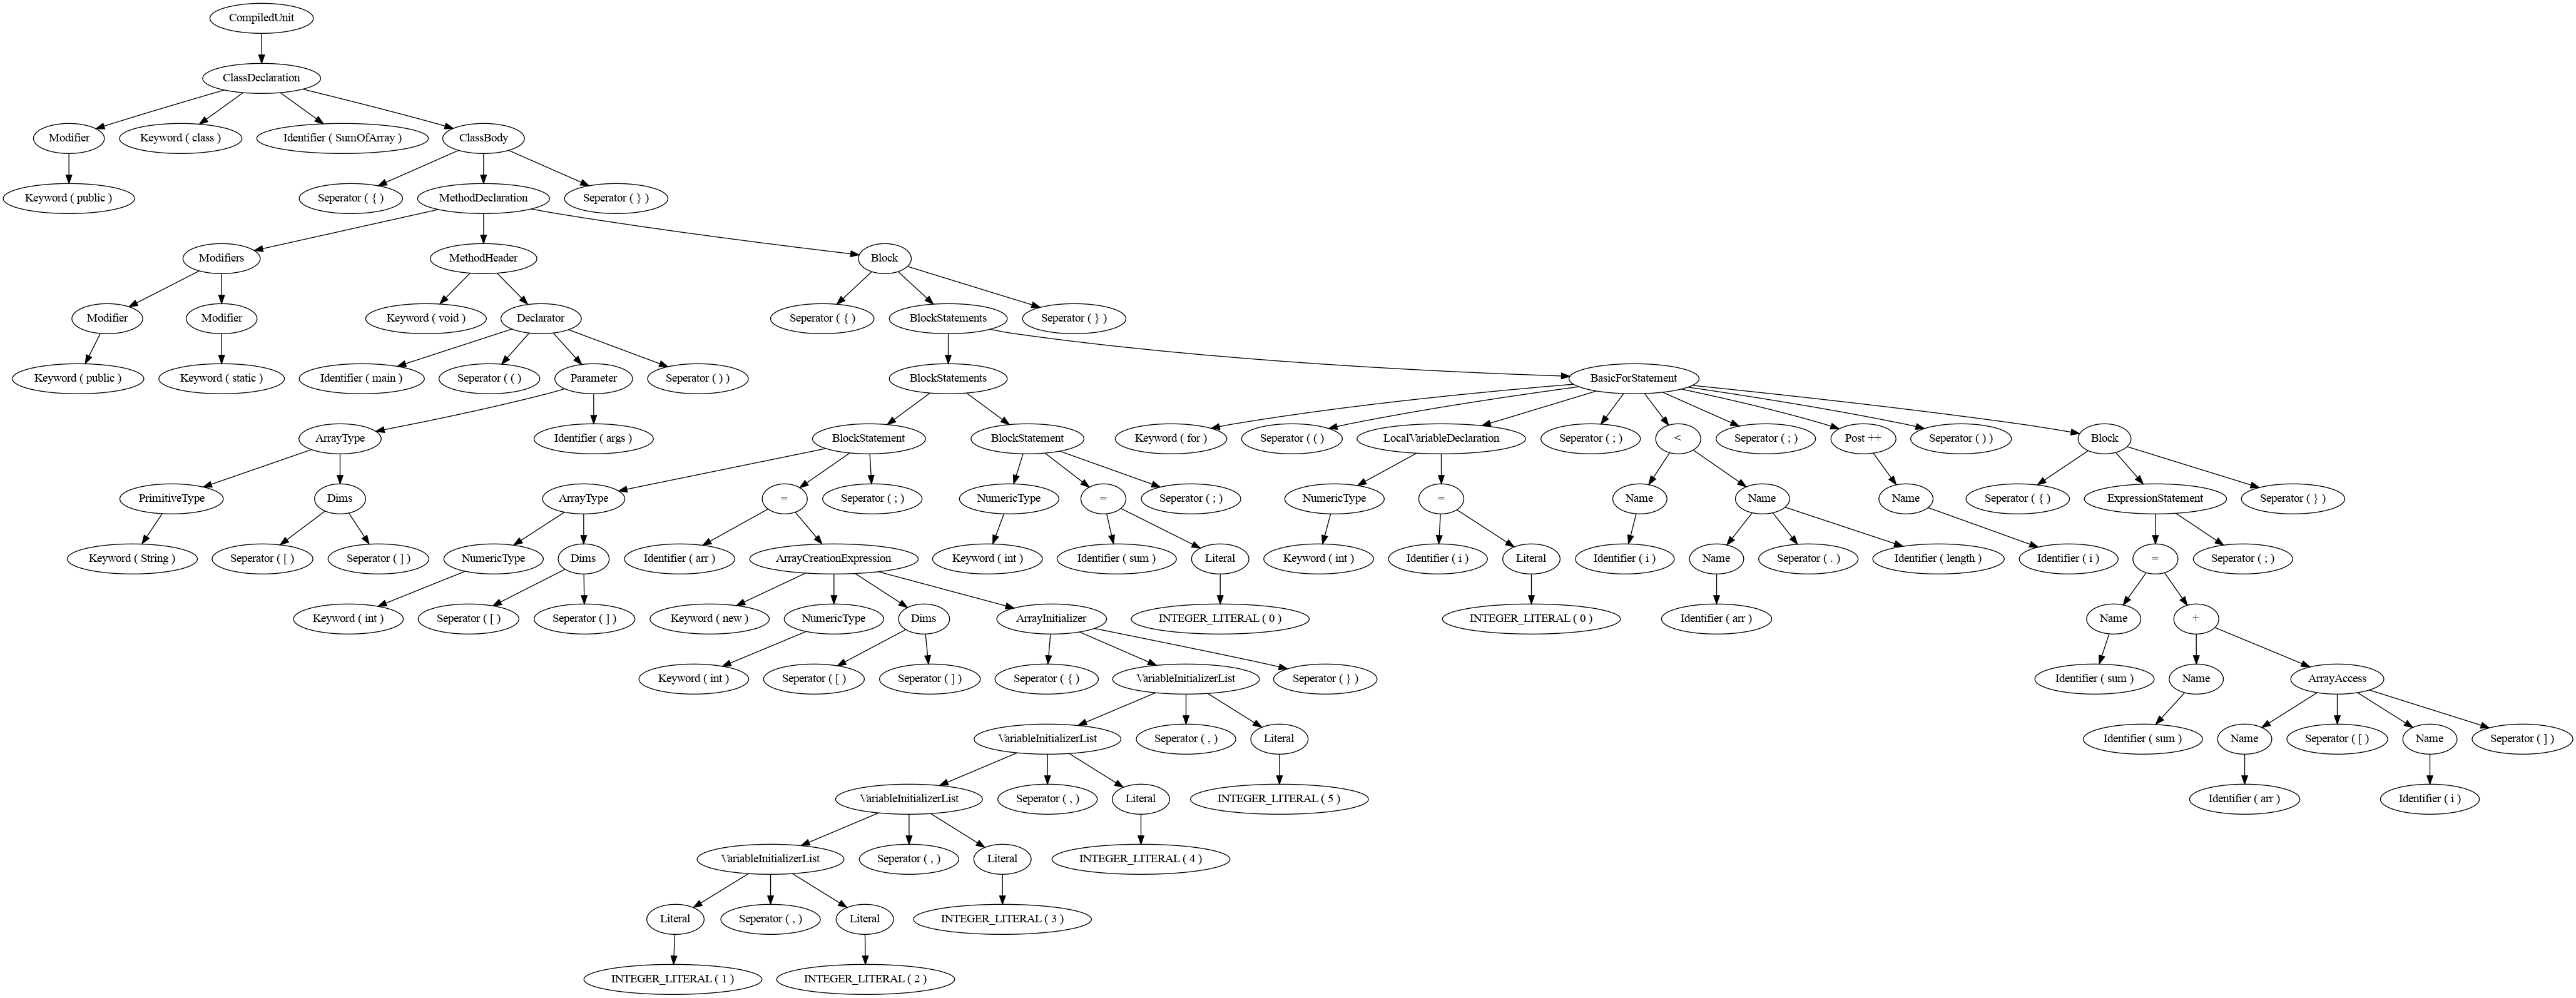 CompiledUnit
ClassDeclaration
Modifier
Keyword ( class )
Identifier ( SumOfArray )
ClassBody
Keyword ( public )
Seperator ( { )
MethodDeclaration
Seperator ( } )
Modifiers
MethodHeader
Block
Modifier
Modifier
Keyword ( void )
Declarator
Seperator ( { )
BlockStatements
Seperator ( } )
Keyword ( public )
Keyword ( static )
Identifier ( main )
Seperator ( ( )
Parameter
Seperator ( ) )
BlockStatements
BasicForStatement
ArrayType
Identifier ( args )
BlockStatement
BlockStatement
Keyword ( for )
Seperator ( ( )
LocalVariableDeclaration
Seperator ( ; )
<
Seperator ( ; )
Post ++
Seperator ( ) )
Block
PrimitiveType
Dims
ArrayType
=
Seperator ( ; )
NumericType
=
Seperator ( ; )
NumericType
=
Name
Name
Name
Seperator ( { )
ExpressionStatement
Seperator ( } )
Keyword ( String )
Seperator ( [ )
Seperator ( ] )
NumericType
Dims
Identifier ( arr )
ArrayCreationExpression
Keyword ( int )
Identifier ( sum )
Literal
Keyword ( int )
Identifier ( i )
Literal
Identifier ( i )
Name
Seperator ( . )
Identifier ( length )
Identifier ( i )
=
Seperator ( ; )
Keyword ( int )
Seperator ( [ )
Seperator ( ] )
Keyword ( new )
NumericType
Dims
ArrayInitializer
INTEGER_LITERAL ( 0 )
INTEGER_LITERAL ( 0 )
Identifier ( arr )
Name
+
Keyword ( int )
Seperator ( [ )
Seperator ( ] )
Seperator ( { )
VariableInitializerList
Seperator ( } )
Identifier ( sum )
Name
ArrayAccess
VariableInitializerList
Seperator ( , )
Literal
Identifier ( sum )
Name
Seperator ( [ )
Name
Seperator ( ] )
VariableInitializerList
Seperator ( , )
Literal
INTEGER_LITERAL ( 5 )
Identifier ( arr )
Identifier ( i )
VariableInitializerList
Seperator ( , )
Literal
INTEGER_LITERAL ( 4 )
Literal
Seperator ( , )
Literal
INTEGER_LITERAL ( 3 )
INTEGER_LITERAL ( 1 )
INTEGER_LITERAL ( 2 )